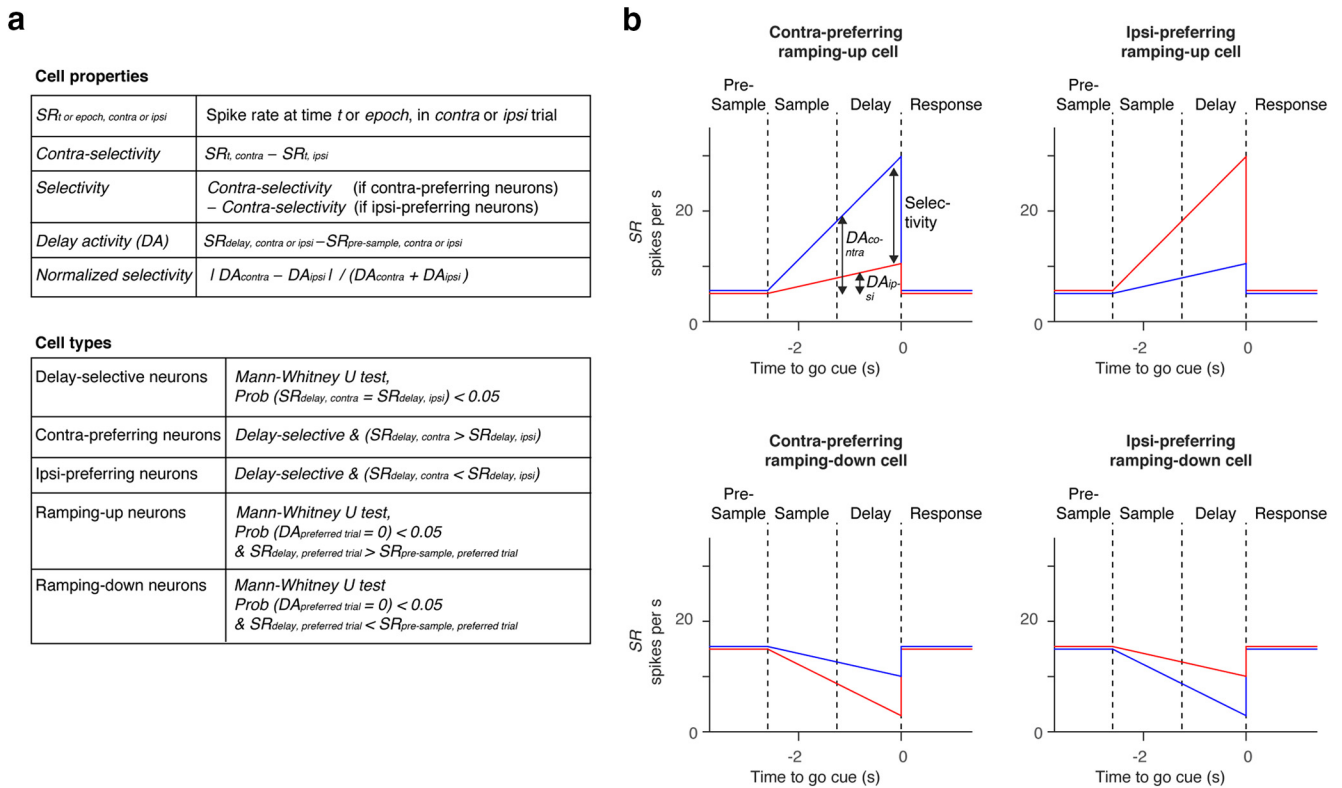 a
Cell properties
SRt or epoch, contra or ipsi
Spike rate at time t or epoch, in contra or ipsi trial
Contra-selectivity
SRt, contra – SRt, ipsi
Selectivity
Contra-selectivity (if contra-preferring neurons)
– Contra-selectivity (if ipsi-preferring neurons)
Delay activity (DA)
SRdelay, contra or ipsi – SRpre-sample, contra or ipsi
Normalized selectivity
| DAcontra – DAipsi | / (DAcontra + DAipsi )
Cell types
Delay-selective neurons
Mann-Whitney U test,
Prob (SRdelay, contra = SRdelay, ipsi) < 0.05
Contra-preferring neurons
Delay-selective & (SRdelay, contra > SRdelay, ipsi)
Ipsi-preferring neurons
Delay-selective & (SRdelay, contra < SRdelay, ipsi)
Ramping-up neurons
Mann-Whitney U test,
Prob (DApreferred trial = 0) < 0.05
& SRdelay, preferred trial > SRpre-sample, preferred trial
Ramping-down neurons
Mann-Whitney U test
Prob (DApreferred trial = 0) < 0.05
& SRdelay, preferred trial < SRpre-sample, preferred trial
b
Contra-preferring
ramping-up cell
Pre-
Sample Sample Delay Response
SR
spikes per s
20
0
DAco-
ntra
DAip-
si
Selec-
tivity
-2 0
Time to go cue (s)
Ipsi-preferring
ramping-up cell
Pre-
Sample Sample Delay Response
20
0
-2 0
Time to go cue (s)
Contra-preferring
ramping-down cell
Pre-
Sample Sample Delay Response
SR
spikes per s
20
0
-2 0
Time to go cue (s)
Ipsi-preferring
ramping-down cell
Pre-
Sample Sample Delay Response
20
0
-2 0
Time to go cue (s)